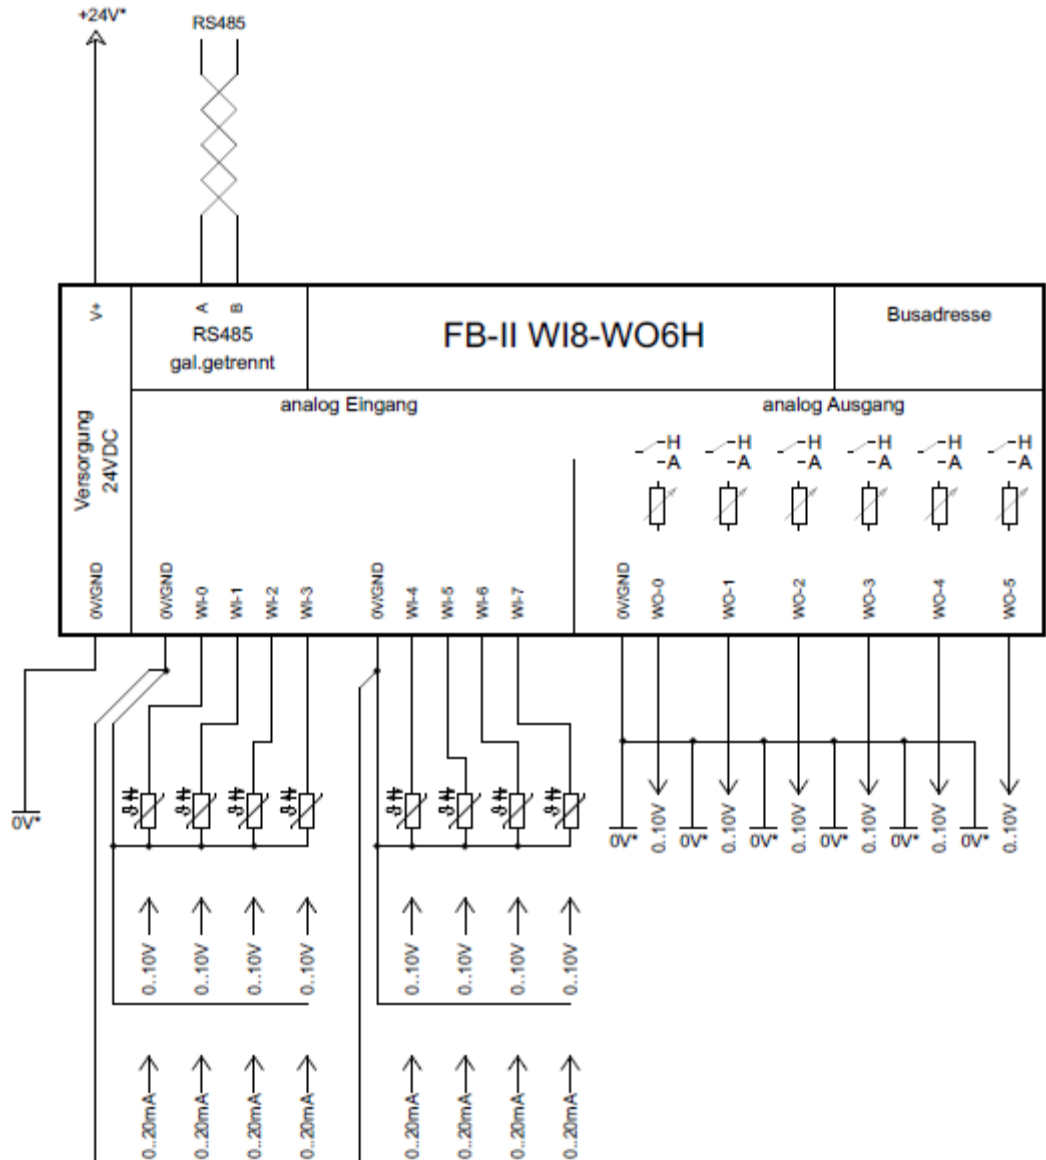 +24V*
RS485
V+
A
B
RS485
gal.getrennt
FB-II WI8-WO6H
Busadresse
Versorgung
24VDC
analog Eingang
analog Ausgang
H
H
H
H
H
H
A
A
A
A
A
A
0V/GND
0V/GND
WI-0
WI-1
WI-2
WI-3
0V/GND
WI-4
WI-5
WI-6
WI-7
0V/GND
WO-0
WO-1
WO-2
WO-3
WO-4
WO-5
ϑ
ϑ
ϑ
ϑ
ϑ
ϑ
ϑ
ϑ
0V*
0V*
0..10V
0V*
0..10V
0V*
0..10V
0V*
0..10V
0V*
0..10V
0V*
0..10V
0..10V
0..10V
0..10V
0..10V
0..10V
0..10V
0..10V
0..10V
0..20mA
0..20mA
0..20mA
0..20mA
0..20mA
0..20mA
0..20mA
0..20mA